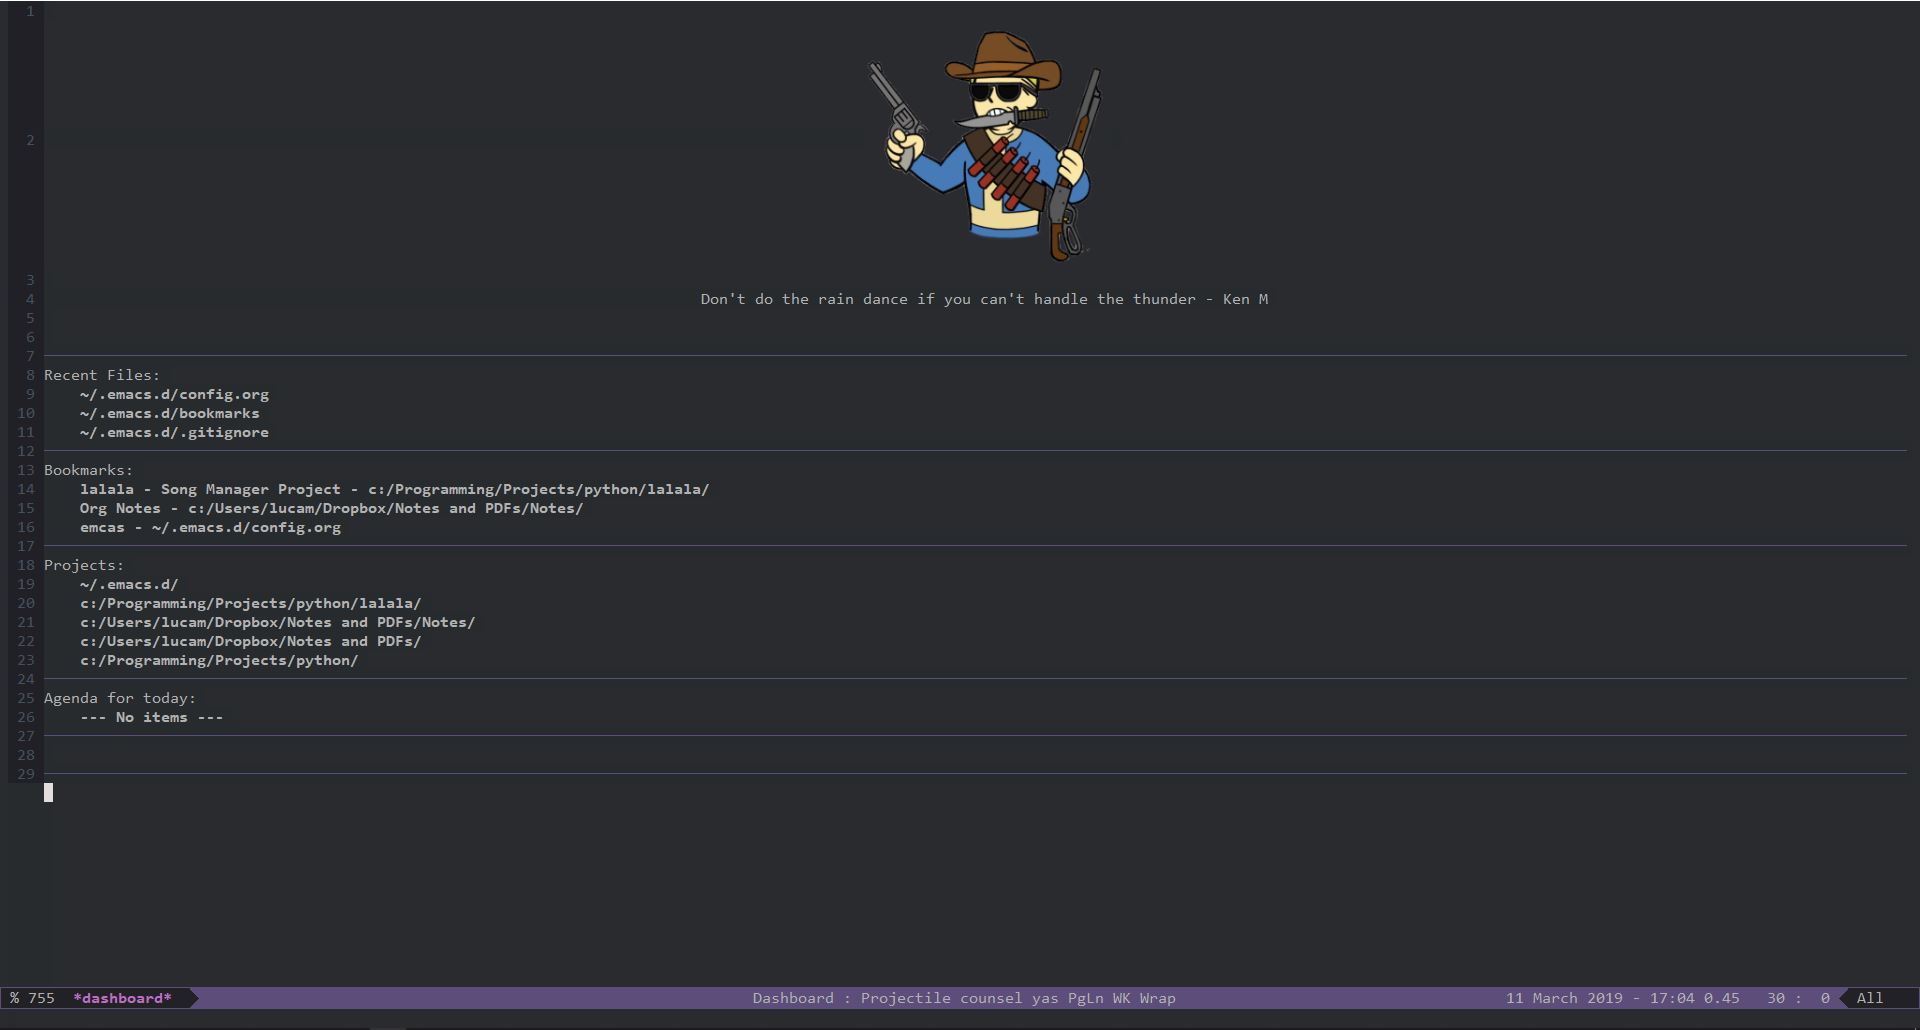 1
2
3
4 Don't do the rain dance if you can't handle the thunder - Ken M
5
6
7
8 Recent Files:
9 ~/.emacs.d/config.org
10 ~/.emacs.d/bookmarks
11 ~/.emacs.d/.gitignore
12
13 Bookmarks:
14 lalala - Song Manager Project - c:/Programming/Projects/python/lalala/
15 Org Notes - c:/Users/lucam/Dropbox/Notes and PDFs/Notes/
16 emcas - ~/.emacs.d/config.org
17
18 Projects:
19 ~/.emacs.d/
20 c:/Programming/Projects/python/lalala/
21 c:/Users/lucam/Dropbox/Notes and PDFs/Notes/
22 c:/Users/lucam/Dropbox/Notes and PDFs/
23 c:/Programming/Projects/python/
24
25 Agenda for today:
26 --- No items ---
27
28
29
% 755 *dashboard* Dashboard : Projectile counsel yas PgLn WK Wrap 11 March 2019 - 17:04 0.45 30 : 0 All